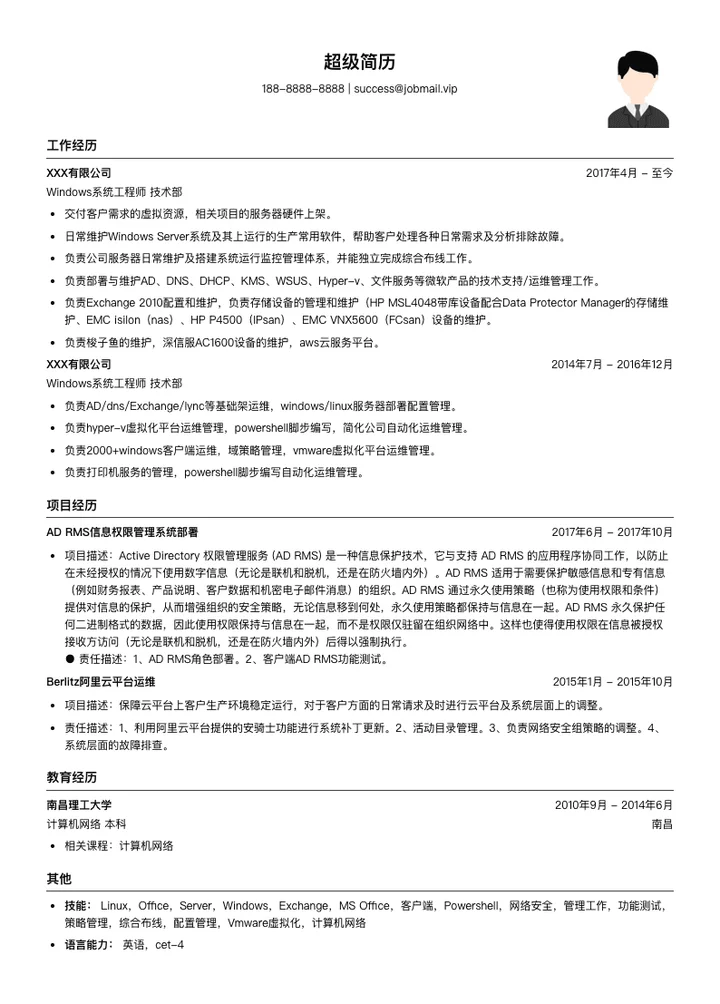 超级简历
188-8888-8888 | success@jobmail.vip
工作经历
XXX有限公司 2017年4月 – 至今
Windows系统工程师 技术部
• 交付客户需求的虚拟资源，相关项目的服务器硬件上架。
• 日常维护Windows Server系统及其上运行的生产常用软件，帮助客户处理各种日常需求及分析排除故障。
• 负责公司服务器日常维护及搭建系统运行监控管理体系，并能独立完成综合布线工作。
• 负责部署与维护AD、DNS、DHCP、KMS、WSUS、Hyper-v、文件服务等微软产品的技术支持/运维管理工作。
• 负责Exchange 2010配置和维护，负责存储设备的管理和维护（HP MSL4048带库设备配合Data Protector Manager的存储维
护、EMC isilon（nas）、HP P4500（IPsan）、EMC VNX5600（FCsan）设备的维护。
• 负责梭子鱼的维护，深信服AC1600设备的维护，aws云服务平台。
XXX有限公司 2014年7月 – 2016年12月
Windows系统工程师 技术部
• 负责AD/dns/Exchange/lync等基础架运维，windows/linux服务器部署配置管理。
• 负责hyper-v虚拟化平台运维管理，powershell脚步编写，简化公司自动化运维管理。
• 负责2000+windows客户端运维，域策略管理，vmware虚拟化平台运维管理。
• 负责打印机服务的管理，powershell脚步编写自动化运维管理。
项目经历
AD RMS信息权限管理系统部署 2017年6月 – 2017年10月
• 项目描述：Active Directory 权限管理服务 (AD RMS) 是一种信息保护技术，它与支持 AD RMS 的应用程序协同工作，以防止
在未经授权的情况下使用数字信息（无论是联机和脱机，还是在防火墙内外）。AD RMS 适用于需要保护敏感信息和专有信息
（例如财务报表、产品说明、客户数据和机密电子邮件消息）的组织。AD RMS 通过永久使用策略（也称为使用权限和条件）
提供对信息的保护，从而增强组织的安全策略，无论信息移到何处，永久使用策略都保持与信息在一起。AD RMS 永久保护任
何二进制格式的数据，因此使用权限保持与信息在一起，而不是权限仅驻留在组织网络中。这样也使得使用权限在信息被授权
接收方访问（无论是联机和脱机，还是在防火墙内外）后得以强制执行。
● 责任描述：1、AD RMS角色部署。2、客户端AD RMS功能测试。
Berlitz阿里云平台运维 2015年1月 – 2015年10月
• 项目描述：保障云平台上客户生产环境稳定运行，对于客户方面的日常请求及时进行云平台及系统层面上的调整。
• 责任描述：1、利用阿里云平台提供的安骑士功能进行系统补丁更新。2、活动目录管理。3、负责网络安全组策略的调整。4、
系统层面的故障排查。
教育经历
南昌理工大学 2010年9月 – 2014年6月
计算机网络 本科 南昌
• 相关课程：计算机网络
其他
• 技能： Linux，Office，Server，Windows，Exchange，MS Office，客户端，Powershell，网络安全，管理工作，功能测试，
策略管理，综合布线，配置管理，Vmware虚拟化，计算机网络
• 语言能力： 英语，cet-4